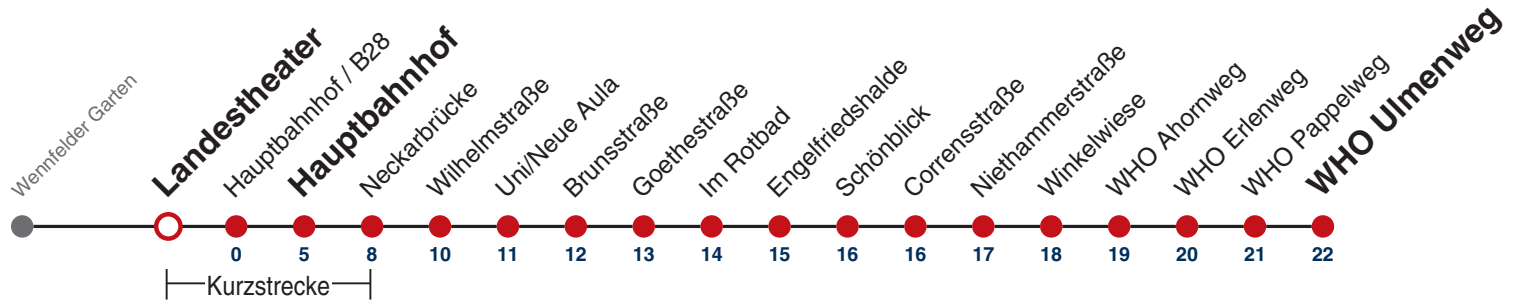 Wennfelder Garten
Landestheater
Hauptbahnhof / B28
Hauptbahnhof
Neckarbrücke
Wilhelmstraße
Uni/Neue Aula
Brunsstraße
Goethestraße
Im Rotbad
Engelfriedshalde
Schönblick
Corrensstraße
Niethammerstraße
Winkelwiese
WHO Ahornweg
WHO Erlenweg
WHO Pappelweg
WHO Ulmenweg
0 5 8 10 11 12 13 14 15 16 16 17 18 19 20 21 22
Kurzstrecke